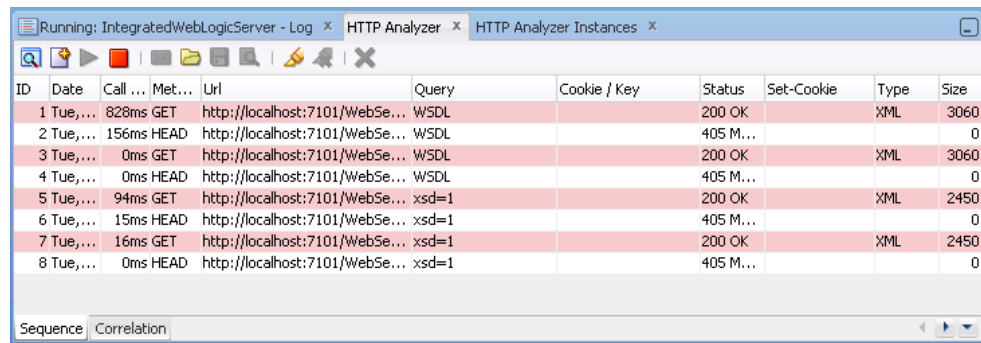 Running: IntegratedWebLogicServer - Log x HTTP Analyzer x HTTP Analyzer Instances x
ID Date Call ... Met... Url Query Cookie / Key Status Set-Cookie Type Size
1 Tue,... 828ms GET http://localhost:7101/WebSe... WSDL 200 OK XML 3060
2 Tue,... 156ms HEAD http://localhost:7101/WebSe... WSDL 405 M... 0
3 Tue,... 0ms GET http://localhost:7101/WebSe... WSDL 200 OK XML 3060
4 Tue,... 0ms HEAD http://localhost:7101/WebSe... WSDL 405 M... 0
5 Tue,... 94ms GET http://localhost:7101/WebSe... xsd=1 200 OK XML 2450
6 Tue,... 15ms HEAD http://localhost:7101/WebSe... xsd=1 405 M... 0
7 Tue,... 16ms GET http://localhost:7101/WebSe... xsd=1 200 OK XML 2450
8 Tue,... 0ms HEAD http://localhost:7101/WebSe... xsd=1 405 M... 0
Sequence Correlation